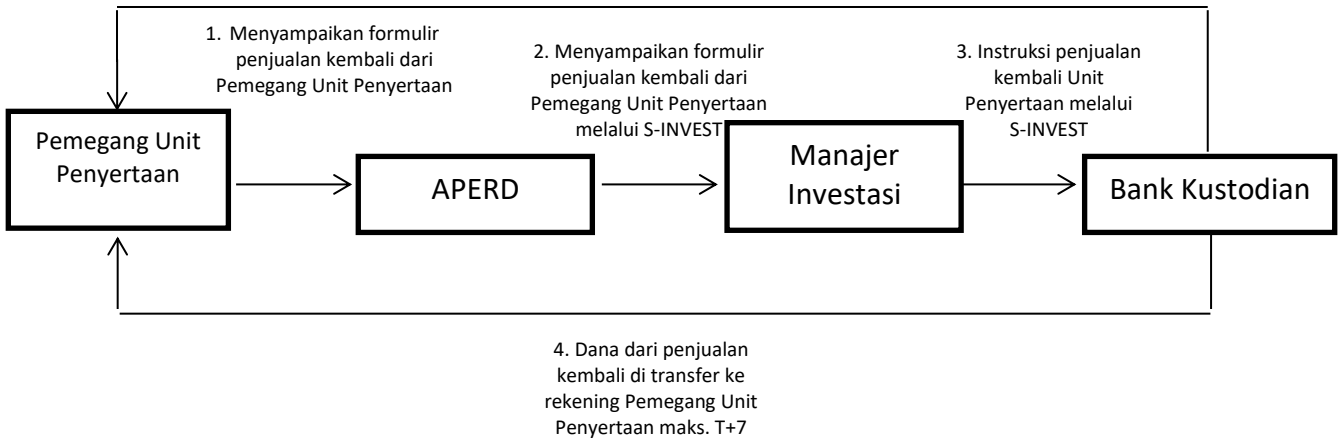 1. Menyampaikan formulir
penjualan kembali dari
Pemegang Unit Penyertaan
2. Menyampaikan formulir
penjualan kembali dari
Pemegang Unit Penyertaan
melalui S-INVEST
3. Instruksi penjualan
kembali Unit
Penyertaan melalui
S-INVEST
Pemegang Unit
Penyertaan
APERD
Manajer
Investasi
Bank Kustodian
4. Dana dari penjualan
kembali di transfer ke
rekening Pemegang Unit
Penyertaan maks. T+7